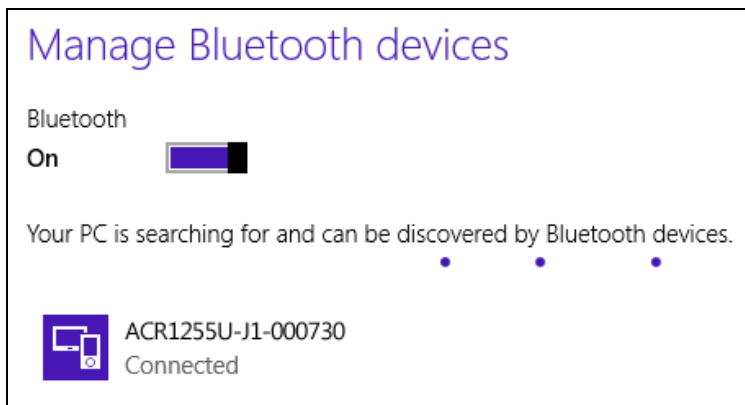 Manage Bluetooth devices
Bluetooth
On
Your PC is searching for and can be discovered by Bluetooth devices.
ACR1255U-J1-000730
Connected